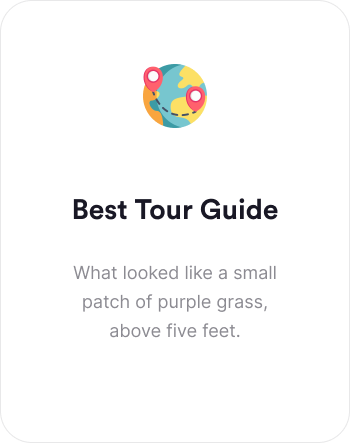 Best Tour Guide
What looked like a small
patch of purple grass,
above five feet.